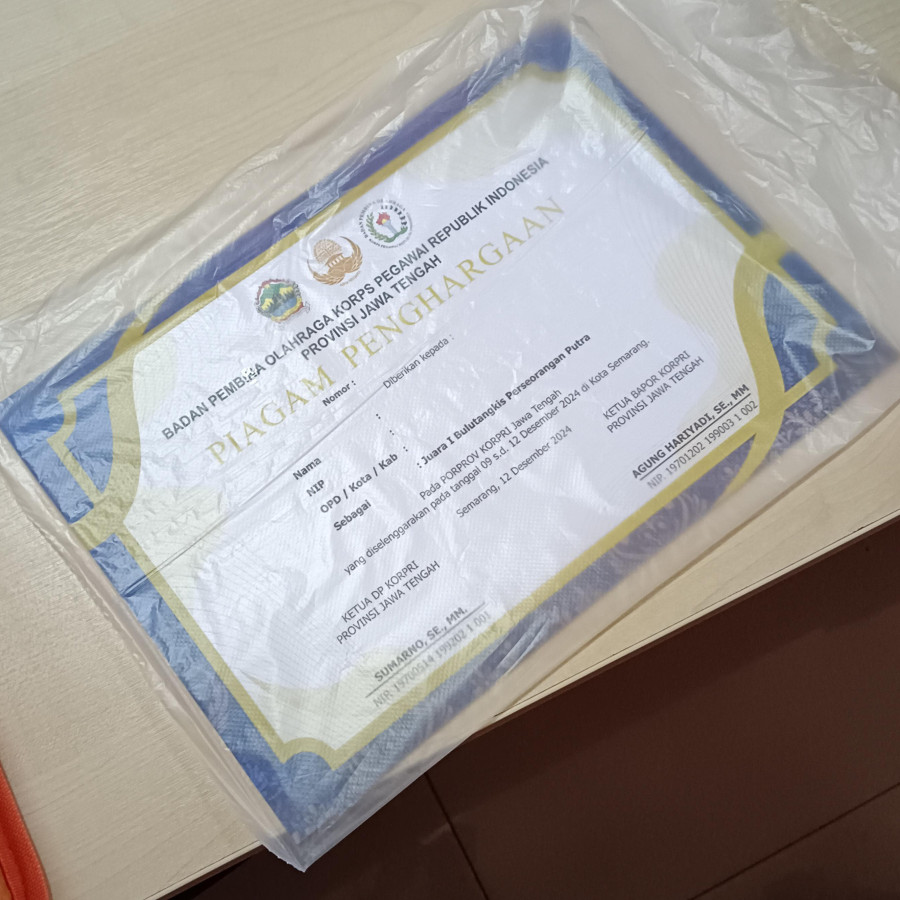 BADAN PEMBINA OLAHRAGA KORPS PEGAWAI REPUBLIK INDONESIA
PROVINSI JAWA TENGAH
PIAGAM PENGHARGAAN
Nomor :
Diberikan kepada :
Nama :
NIP :
OPD / Kota / Kab :
Sebagai : Juara I Bulutangkis Perseorangan Putra
Pada PORPROV KORPRI Jawa Tengah
yang diselenggarakan pada tanggal 09 s.d. 12 Desember 2024 di Kota Semarang.
Semarang, 12 Desember 2024
KETUA DP KORPRI
PROVINSI JAWA TENGAH
SUMARNO, SE., MM.
NIP. 19700514 199202 1 001
KETUA BAPOR KORPRI
PROVINSI JAWA TENGAH
AGUNG HARIYADI, SE., MM
NIP. 19701202 199003 1 002